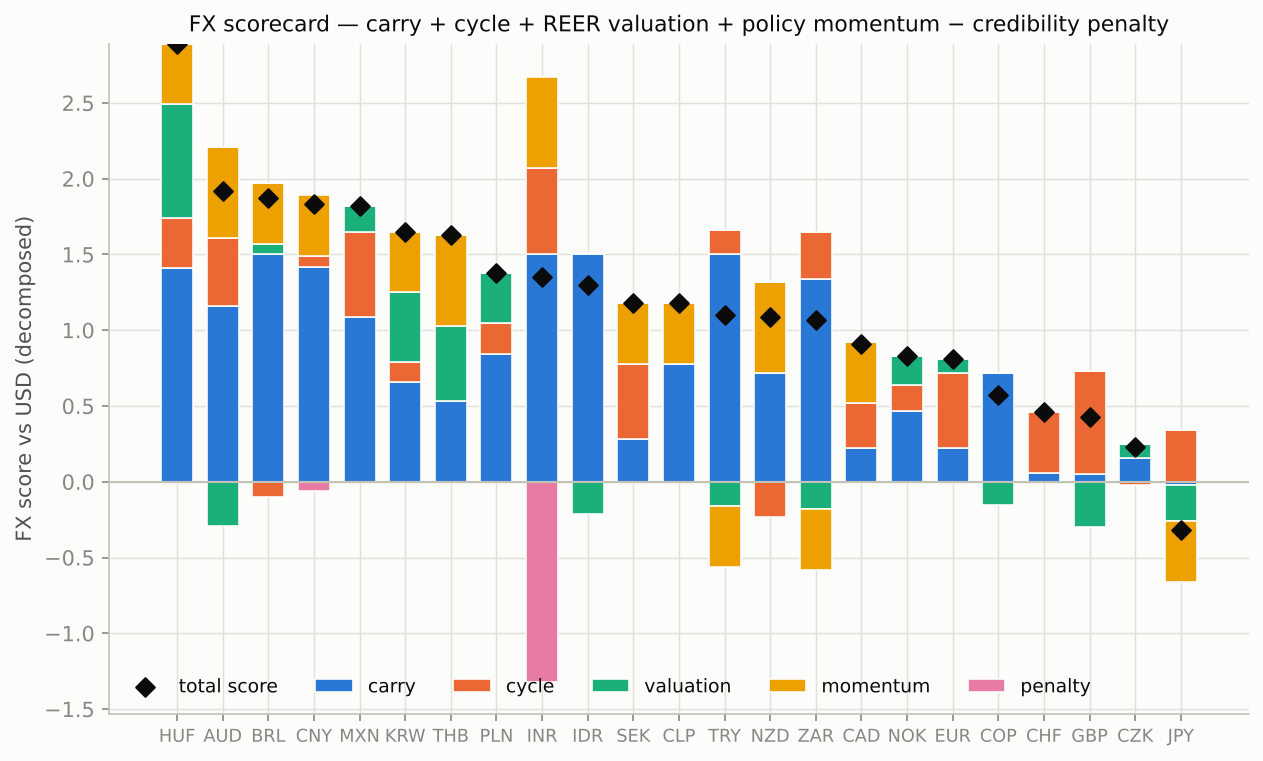 FX scorecard — carry + cycle + REER valuation + policy momentum − credibility penalty
FX score vs USD (decomposed)
2.5
2.0
1.5
1.0
0.5
0.0
−0.5
−1.0
−1.5
total score carry cycle valuation momentum penalty
HUF AUD BRL CNY MXN KRW THB PLN INR IDR SEK CLP TRY NZD ZAR CAD NOK EUR COP CHF GBP CZK JPY